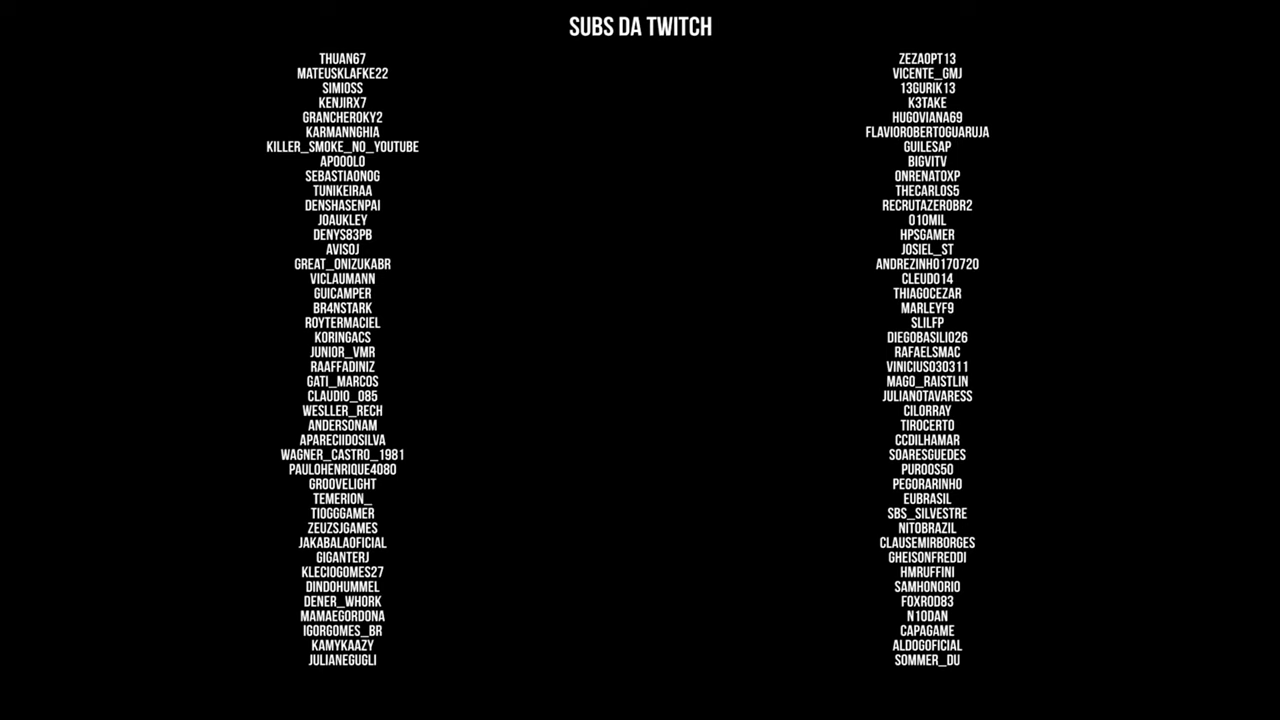 SUBS DA TWITCH
THUAN67
MATEUSKLAFKE22
SIMIOSS
KENJIRX7
GRANCHEROKY2
KARMANNGHIA
KILLER_SMOKE_NO_YOUTUBE
APOOOLO
SEBASTIAONOG
TUNIKEIRAA
DENSHASENPAI
JOAUKLEY
DENYS83PB
AVISOJ
GREAT_ONIZUKABR
VICLAUMANN
GUICAMPER
BR4NSTARK
ROYTERMACIEL
KORINGACS
JUNIOR_VMR
RAAFFADINIZ
GATI_MARCOS
CLAUDIO_085
WESLLER_RECH
ANDERSONAM
APARECIIDOSILVA
WAGNER_CASTRO_1981
PAULOHENRIQUE4080
GROOVELIGHT
TEMERION_
TIOGGGAMER
ZEUZSJGAMES
JAKABALAOFICIAL
GIGANTERJ
KLECIOGOMES27
DINDOHUMMEL
DENER_WHORK
MAMAEGORDONA
IGORGOMES_BR
KAMYKAAZY
JULIANEGUGLI
ZEZAOPT13
VICENTE_GMJ
13GURIK13
K3TAKE
HUGOVIANA69
FLAVIOROBERTOGUARUJA
GUILESAP
BIGVITV
ONRENATOXP
THECARLOS5
RECRUTAZEROBR2
O10MIL
HPSGAMER
JOSIEL_ST
ANDREZINHO170720
CLEUDO14
THIAGOCEZAR
MARLEYF9
SLILFP
DIEGOBASILIO26
RAFAELSMAC
VINICIUS030311
MAGO_RAISTLIN
JULIANOTAVARESS
CILORRAY
TIROCERTO
CCDILHAMAR
SOARESGUEDES
PUROOS50
PEGORARINHO
EUBRASIL
SBS_SILVESTRE
NITOBRAZIL
CLAUSEMIRBORGES
GHEISONFREDDI
HMRUFFINI
SAMHONORIO
FOXROD83
N10DAN
CAPAGAME
ALDOGOFICIAL
SOMMER_DU